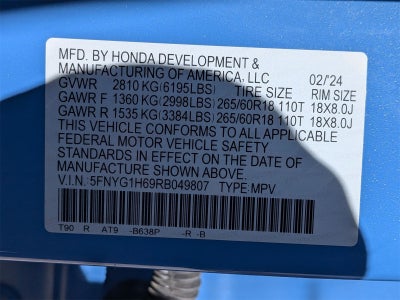 MFD. BY HONDA DEVELOPMENT &
MANUFACTURING OF AMERICA, LLC 02/'24
GVWR 2810 KG(6195LBS) TIRE SIZE RIM SIZE
GAWR F 1360 KG(2998LBS) 265/60R18 110T 18X8.0J
GAWR R 1535 KG(3384LBS) 265/60R18 110T 18X8.0J
THIS VEHICLE CONFORMS TO ALL APPLICABLE
FEDERAL MOTOR VEHICLE SAFETY
STANDARDS IN EFFECT ON THE DATE OF
MANUFACTURE SHOWN ABOVE.
V.I.N. 5FNYG1H69RB049807 TYPE:MPV
T90 R AT9 -B638P -R -B